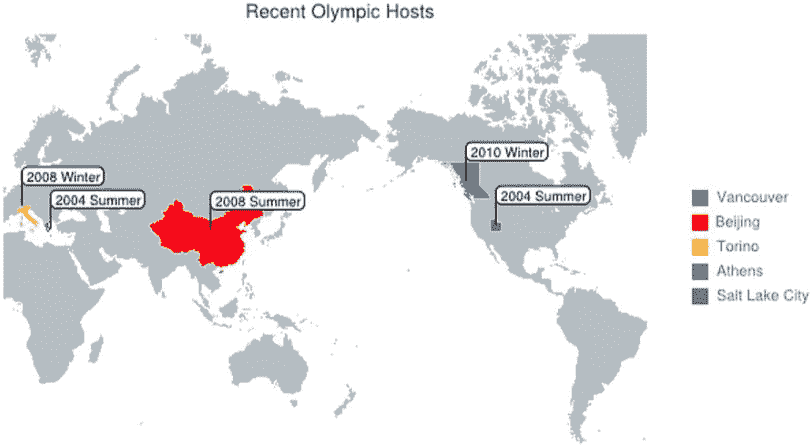 Recent Olympic Hosts
2010 Winter
2008 Winter
2004 Summer
2008 Summer
2004 Summer
Vancouver
Beijing
Torino
Athens
Salt Lake City